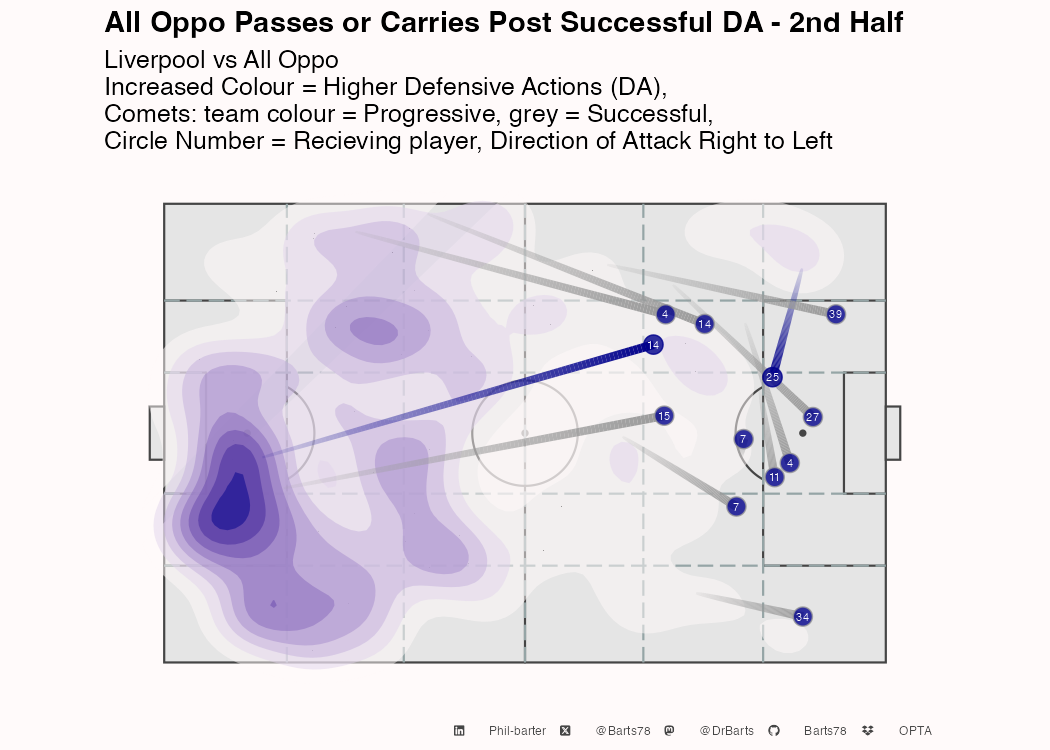 All Oppo Passes or Carries Post Successful DA - 2nd Half
Liverpool vs All Oppo
Increased Colour = Higher Defensive Actions (DA),
Comets: team colour = Progressive, grey = Successful,
Circle Number = Recieving player, Direction of Attack Right to Left
4
14
39
14
25
15
27
7
4
11
7
34
Phil-barter @Barts78 @DrBarts Barts78 OPTA